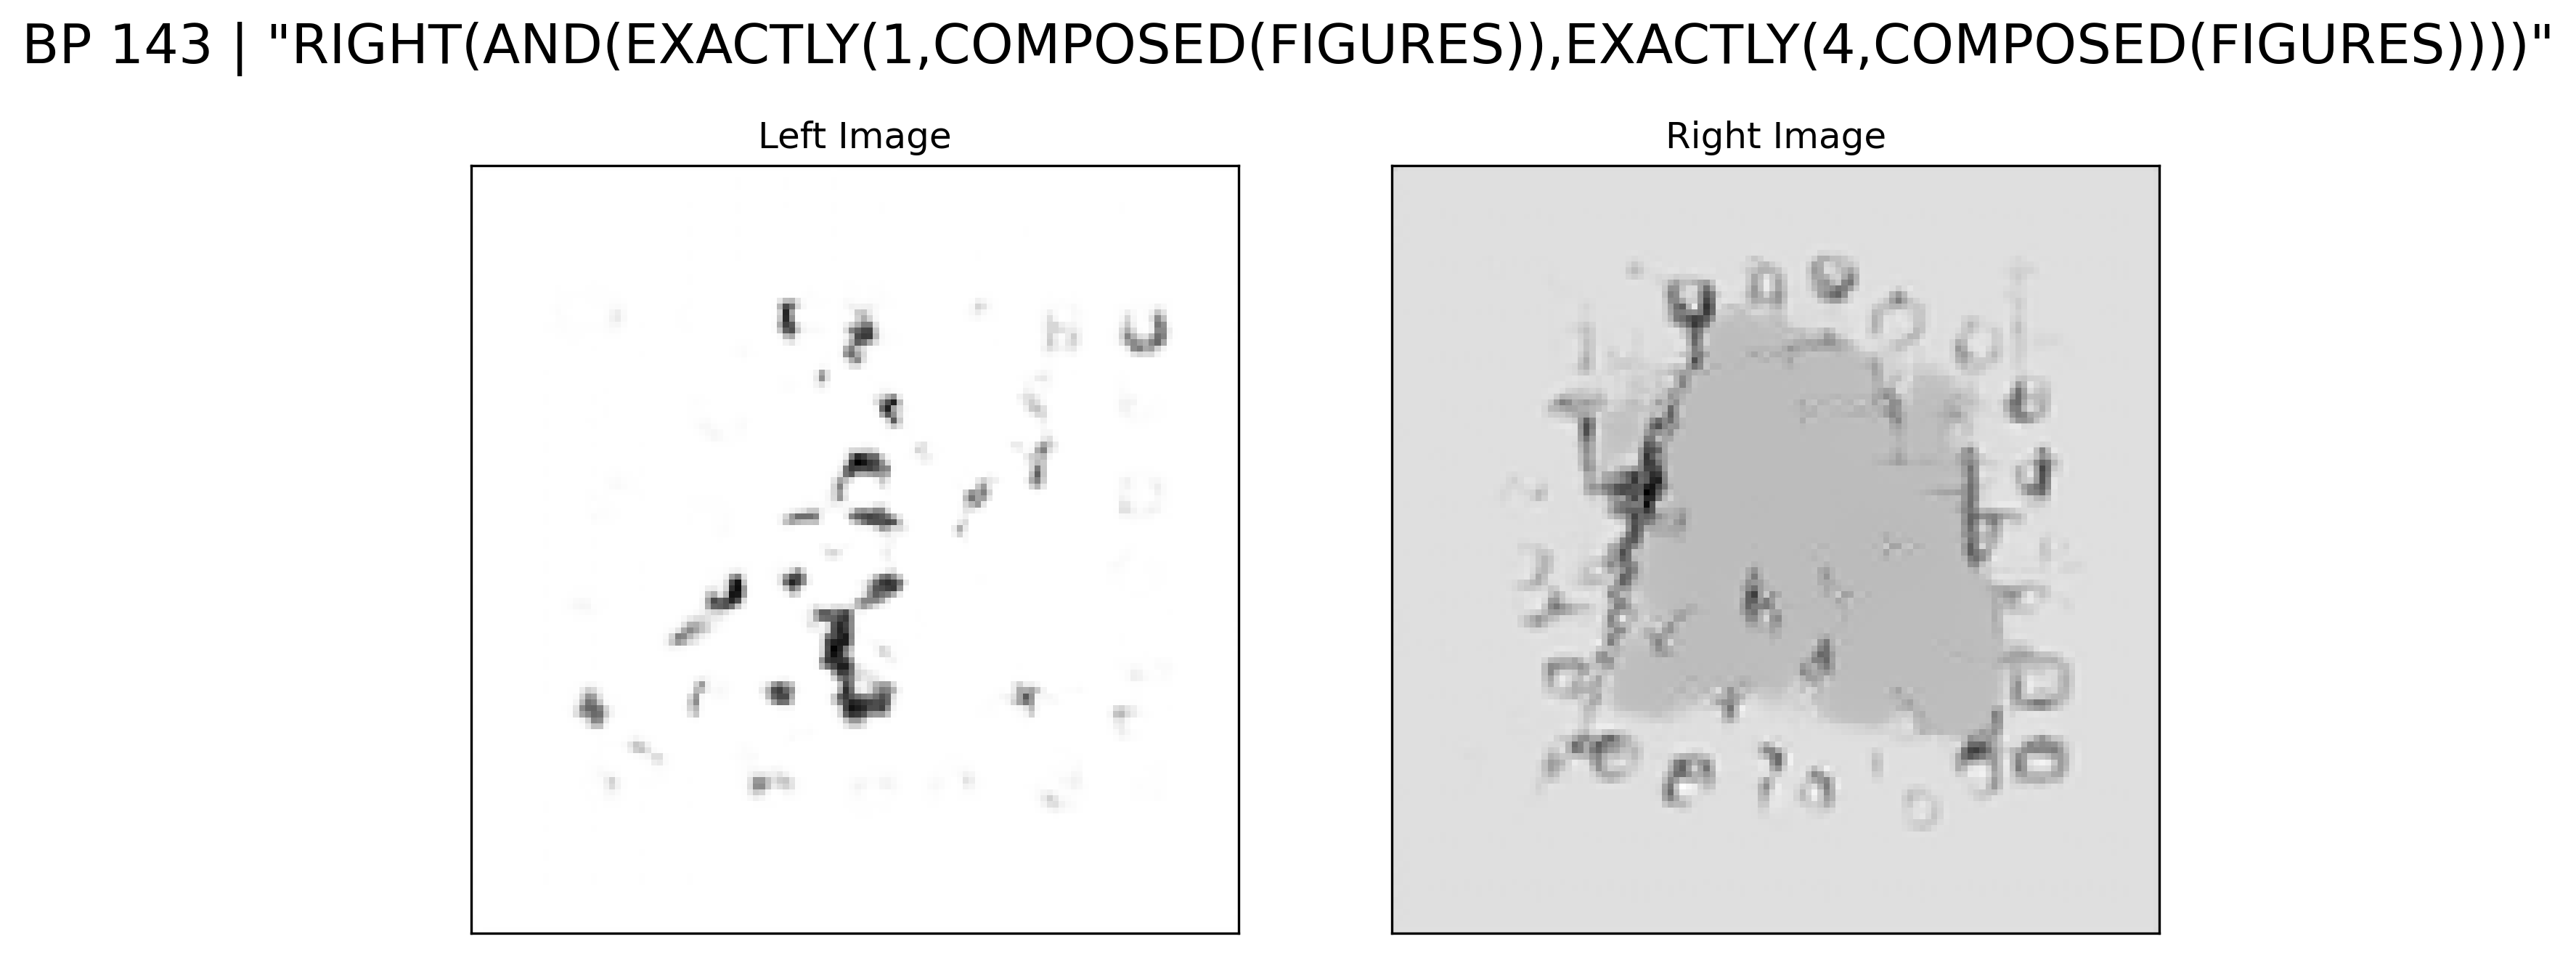 BP 143 | "RIGHT(AND(EXACTLY(1,COMPOSED(FIGURES)),EXACTLY(4,COMPOSED(FIGURES))))"
Left Image
Right Image